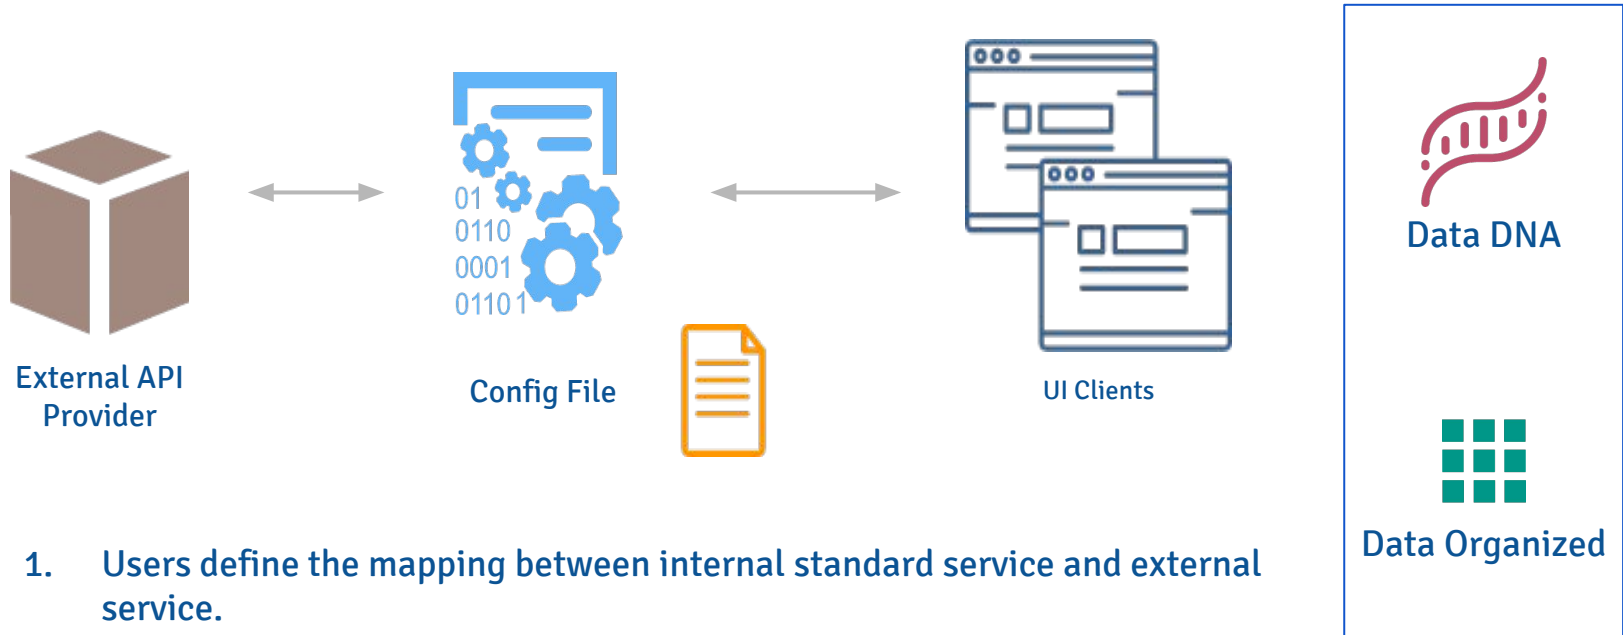 01
0110
0001
01101
External API
Provider
Config File
UI Clients
Data DNA
Data Organized
1. Users define the mapping between internal standard service and external
service.